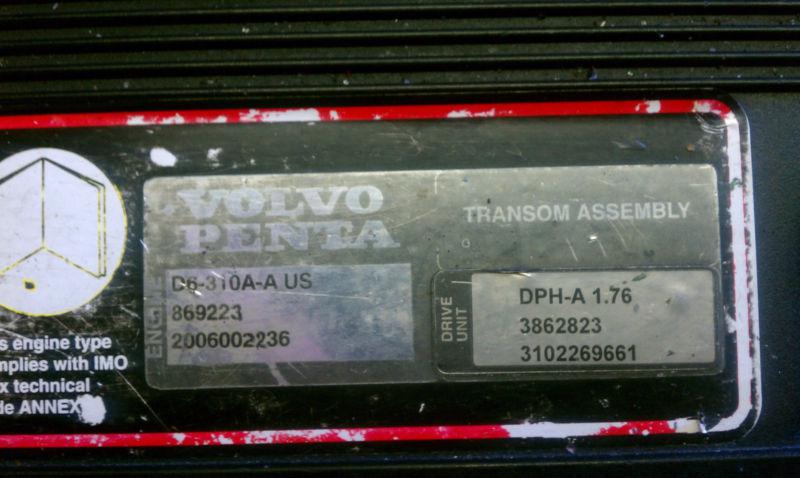 VOLVO
PENTA
TRANSOM ASSEMBLY
ENGINE
D6-310A-A US
869223
2006002236
DRIVE
UNIT
DPH-A 1.76
3862823
3102269661
s engine type
mplies with IMO
x technical
de ANNEX